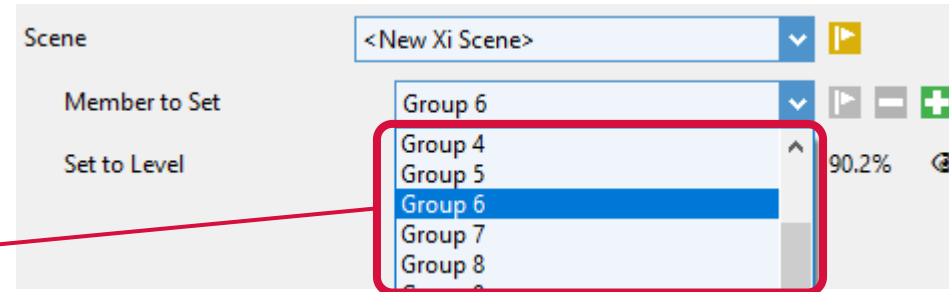 Scene <New Xi Scene>
Member to Set Group 6
Group 4
Set to Level 90.2%
Group 5
Group 6
Group 7
Group 8